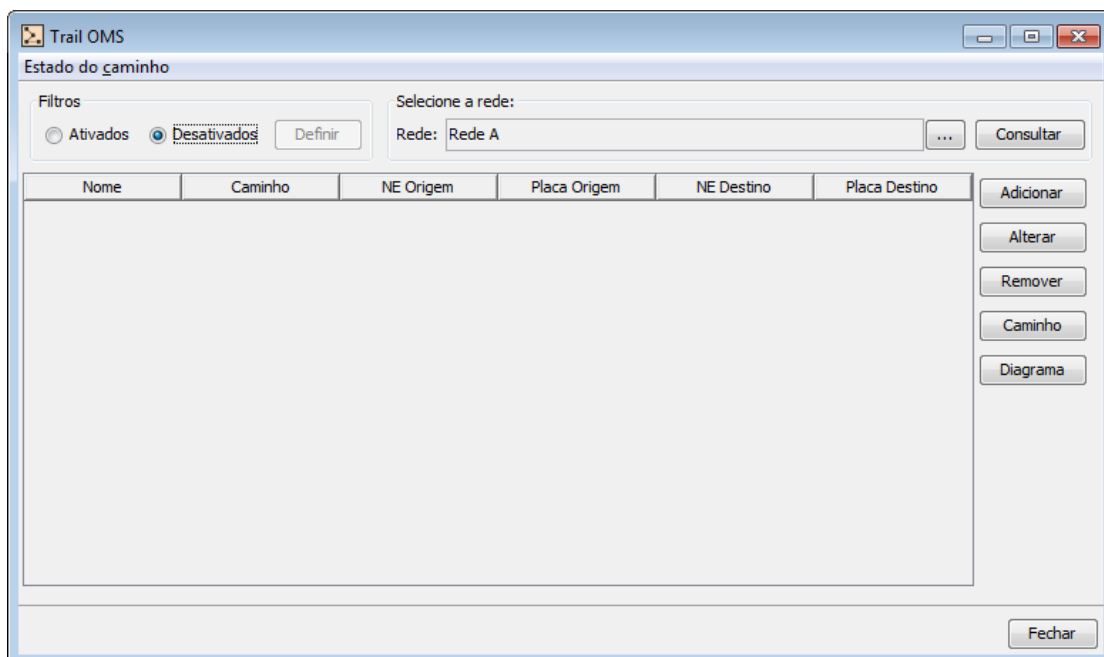 Trail OMS
Estado do caminho
Filtros
Selecione a rede:
Ativados Desativados Definir Rede: Rede A ... Consultar
Nome Caminho NE Origem Placa Origem NE Destino Placa Destino
Adicionar
Alterar
Remover
Caminho
Diagrama
Fechar